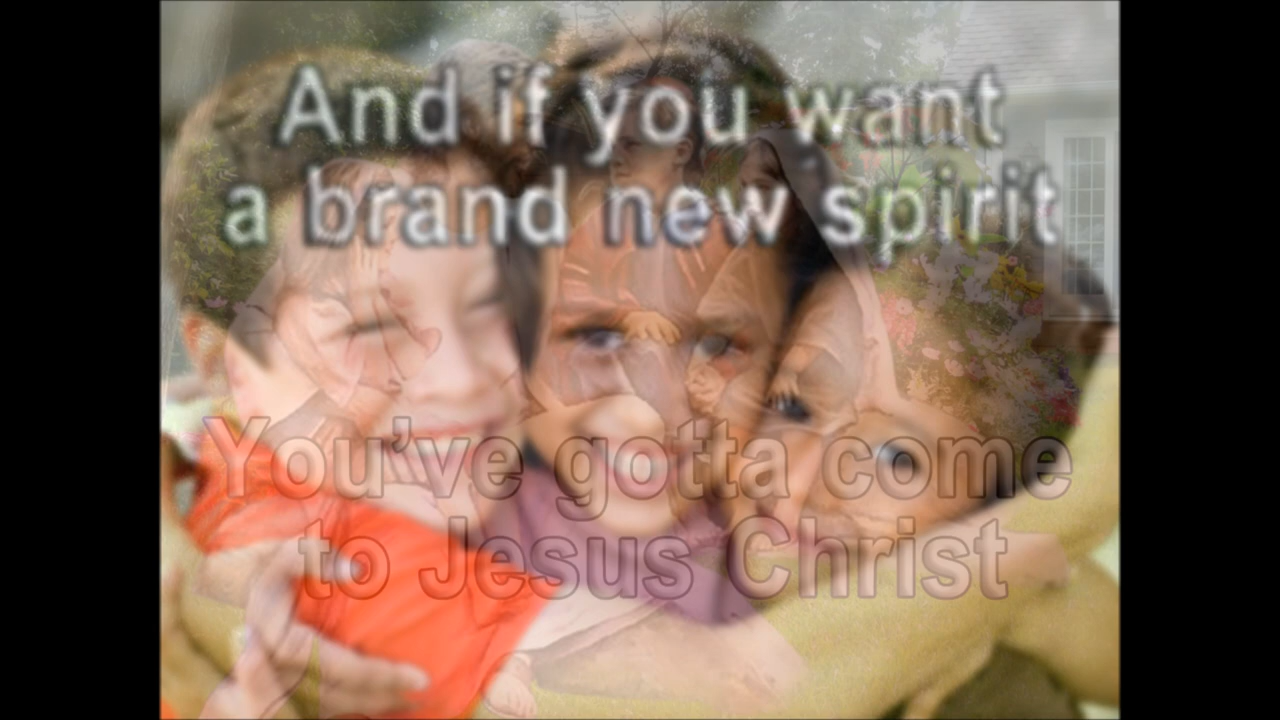 And if you want
a brand new spirit
You've gotta come
to Jesus Christ